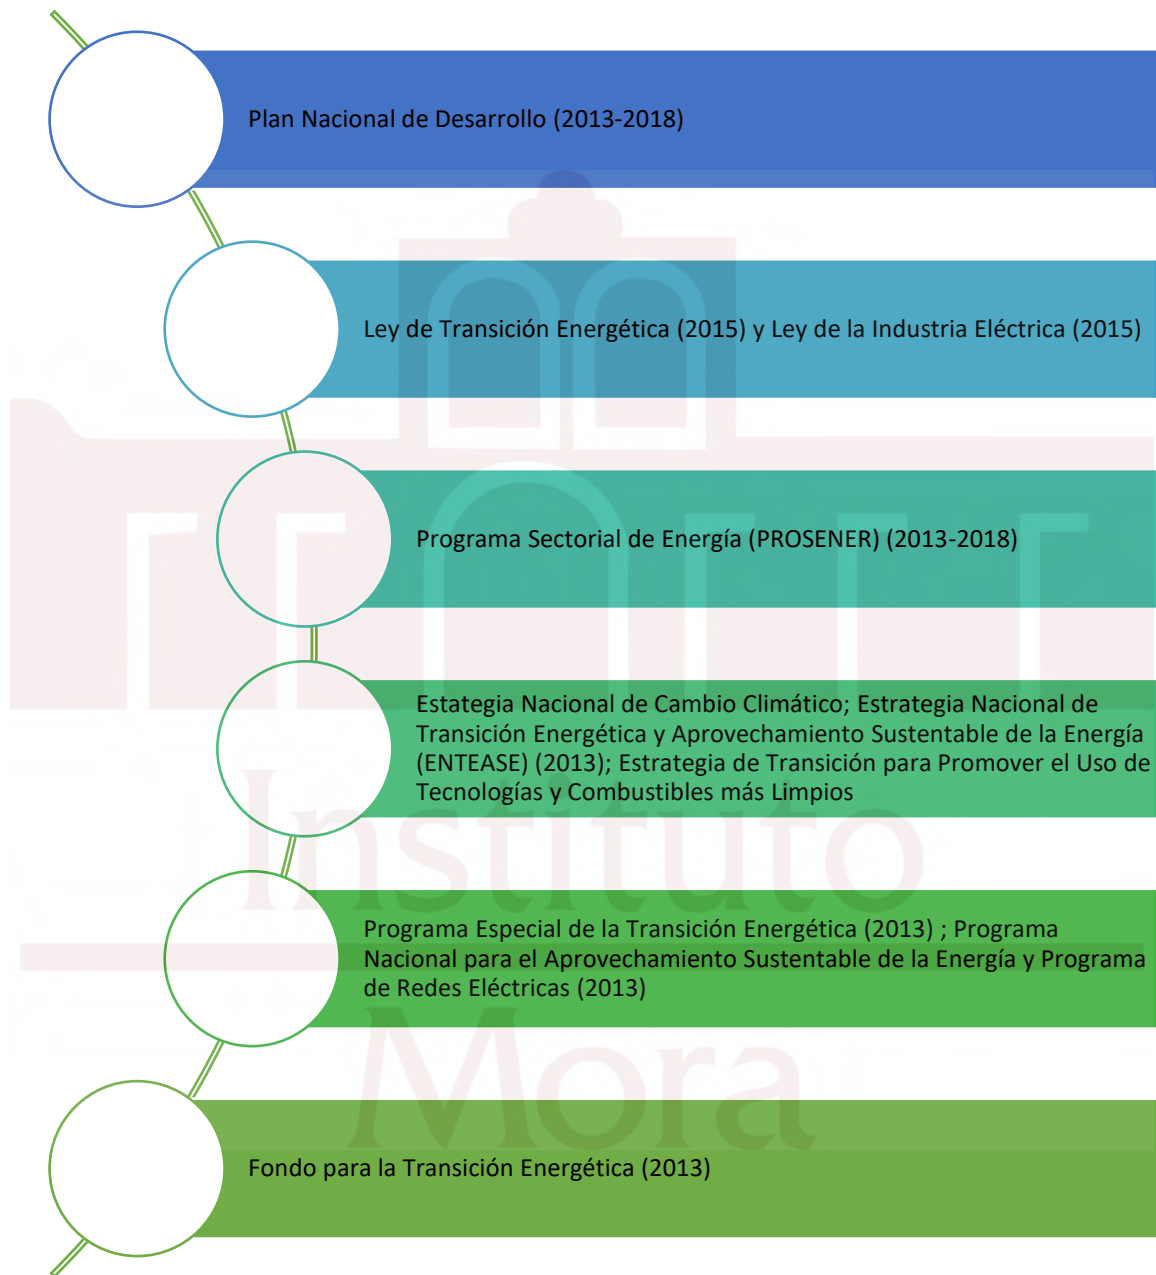 Plan Nacional de Desarrollo (2013-2018)
Ley de Transición Energética (2015) y Ley de la Industria Eléctrica (2015)
Programa Sectorial de Energía (PROSENER) (2013-2018)
Estategia Nacional de Cambio Climático; Estrategia Nacional de
Transición Energética y Aprovechamiento Sustentable de la Energía
(ENTEASE) (2013); Estrategia de Transición para Promover el Uso de
Tecnologías y Combustibles más Limpios
Instituto
Programa Especial de la Transición Energética (2013) ; Programa
Nacional para el Aprovechamiento Sustentable de la Energía y Programa
de Redes Eléctricas (2013)
Mora
Fondo para la Transición Energética (2013)